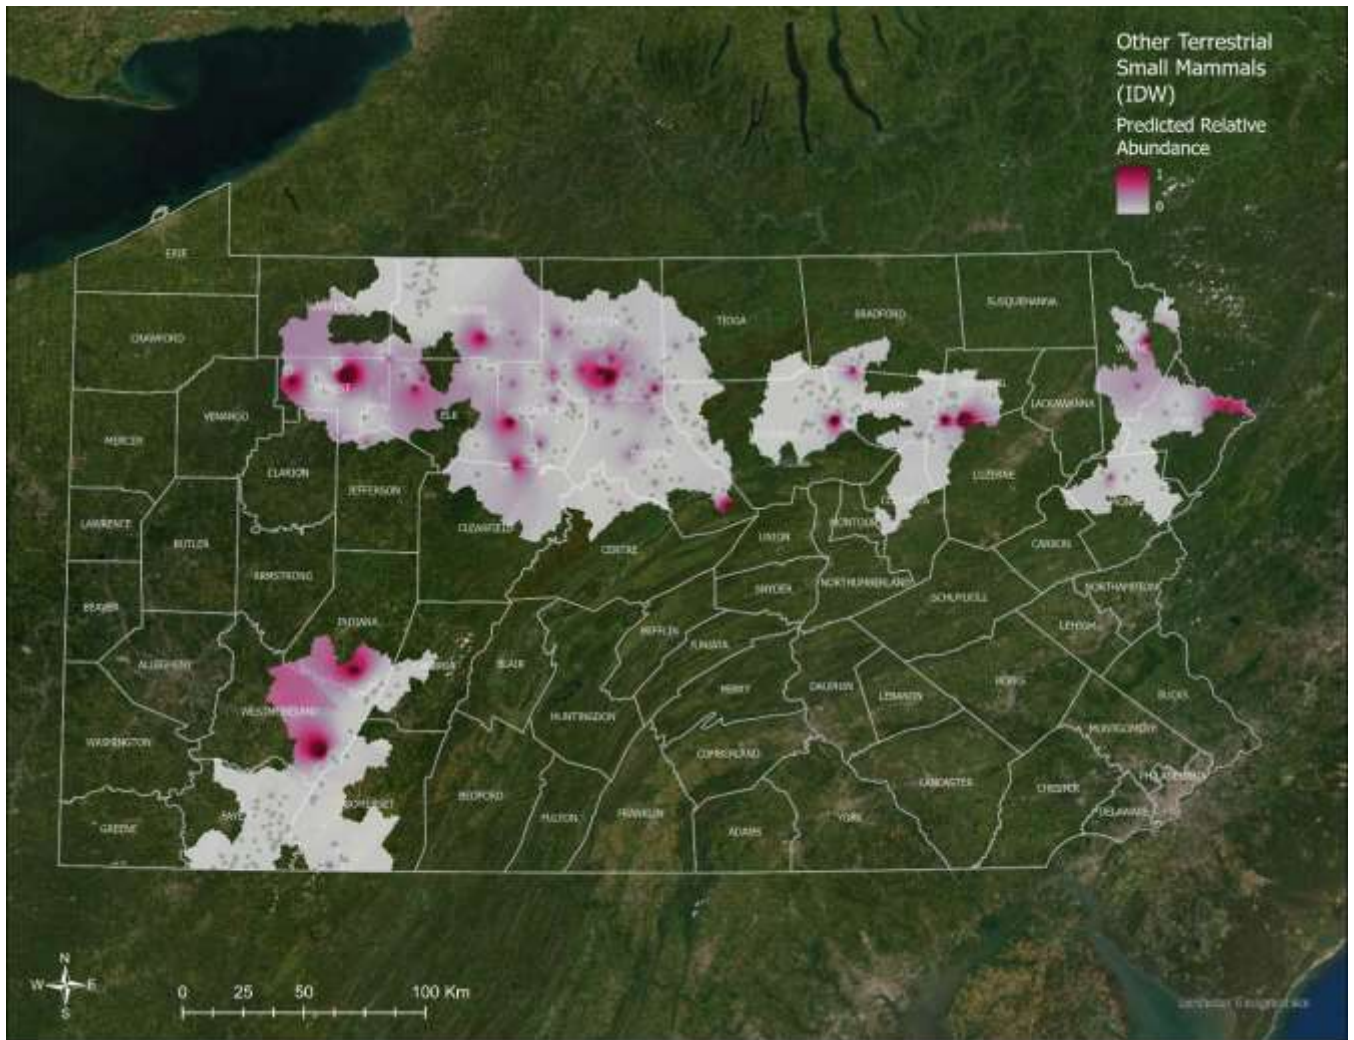 Other Terrestrial
Small Mammals
(IDW)
Predicted Relative
Abundance
1
0
ERIE
CRAWFORD
TIOGA
BRADFORD
SUSQUEHANNA
VENANGO
ELK
LACKAWANNA
MERCER
CLARION
JEFFERSON
LUZERNE
LAWRENCE
BUTLER
CLEARFIELD
CENTRE
UNION
MONTOUR
CARBON
ARMSTRONG
SNYDER
NORTHUMBERLAND
SCHUYLKILL
NORTHAMPTON
BEAVER
INDIANA
MIFFLIN
JUNIATA
LEHIGH
ALLEGHENY
BLAIR
PERRY
DAUPHIN
LEBANON
BERKS
BUCKS
WESTMORELAND
HUNTINGDON
WASHINGTON
CUMBERLAND
MONTGOMERY
PHILADELPHIA
BEDFORD
LANCASTER
CHESTER
SOMERSET
GREENE
FULTON
FRANKLIN
ADAMS
YORK
DELAWARE
N
W E
S
0 25 50 100 Km
Earthstar Geographics